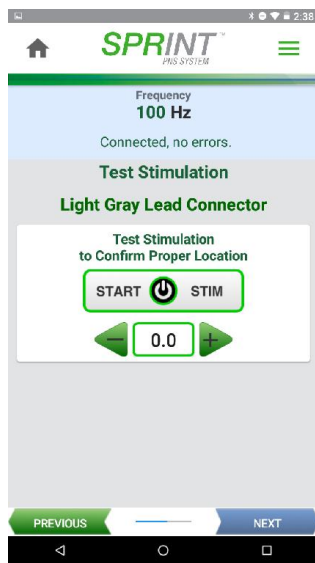 2:38
SPRINT™
PNS SYSTEM
Frequency
100 Hz
Connected, no errors.
Test Stimulation
Light Gray Lead Connector
Test Stimulation
to Confirm Proper Location
START STIM
− 0.0 +
PREVIOUS NEXT